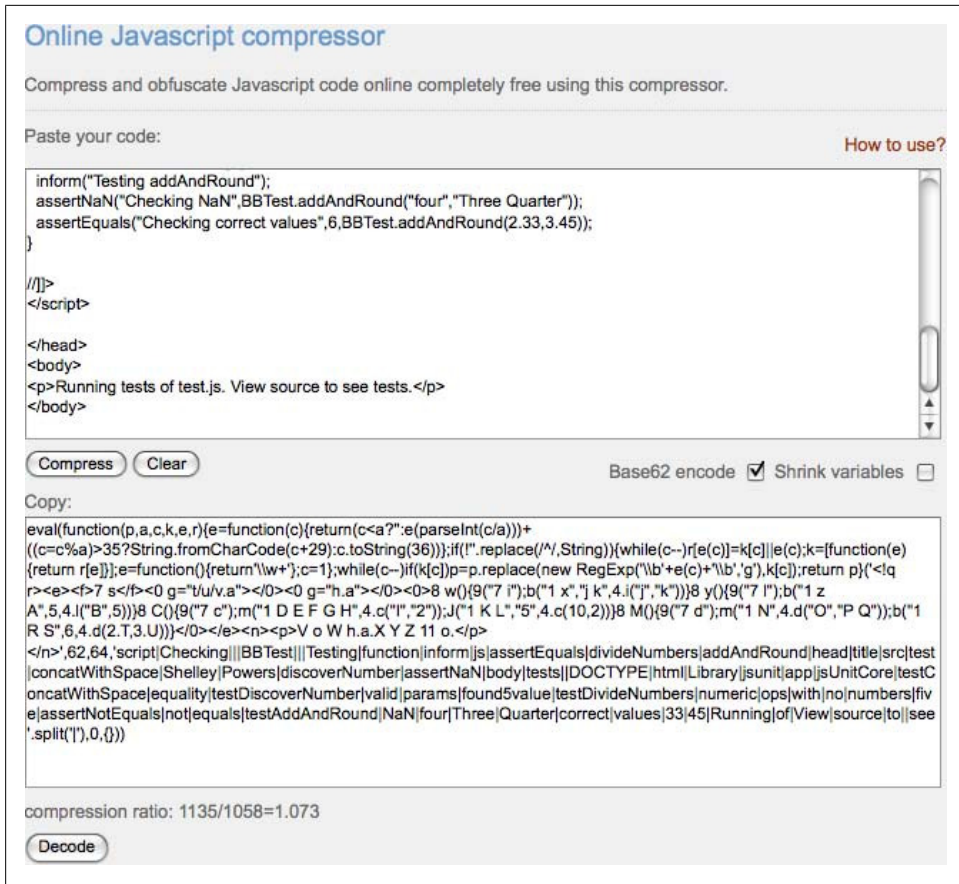 Online Javascript compressor
Compress and obfuscate Javascript code online completely free using this compressor.
Paste your code:
How to use?
inform("Testing addAndRound");
assertNaN("Checking NaN",BBTest.addAndRound("four","Three Quarter"));
assertEquals("Checking correct values",6,BBTest.addAndRound(2.33,3.45));
}
//]]>
</script>
</head>
<body>
<p>Running tests of test.js. View source to see tests.</p>
</body>
Compress Clear
Base62 encode Shrink variables
Copy:
eval(function(p,a,c,k,e,r){e=function(c){return(c<a?'':e(parseInt(c/a)))+
((c=c%a)>35?String.fromCharCode(c+29):c.toString(36))};if(!''.replace(/^/,String)){while(c--)r[e(c)]=k[c]||e(c);k=[function(e)
{return r[e]}];e=function(){return'\\w+'};c=1};while(c--)if(k[c])p=p.replace(new RegExp('\\b'+e(c)+'\\b','g'),k[c]);return p}('<!q
r><e><f>7 s</f><0 g="t/u/v.a"></0><0 g="h.a"></0><0>8 w(){9("7 i");b("1 x","j k",4.i("j","k"))}8 y(){9("7 l");b("1 z
A",5,4.l("B",5))}8 C(){9("7 c");m("1 D E F G H",4.c("I","2"));J("1 K L","5",4.c(10,2))}8 M(){9("7 d");m("1 N",4.d("O","P Q"));b("1
R S",6,4.d(2.T,3.U))}</0></e><n><p>V o W h.a.X Y Z 11 o.</p>
</n>',62,64,'script|Checking|||BBTest|||Testing|function|inform|js|assertEquals|divideNumbers|addAndRound|head|title|src|test
|concatWithSpace|Shelley|Powers|discoverNumber|assertNaN|body|tests||DOCTYPE|html|Library|jsunit|app|jsUnitCore|testC
oncatWithSpace|equality|testDiscoverNumber|valid|params|found5value|testDivideNumbers|numeric|ops|with|no|numbers|fiv
e|assertNotEquals|not|equals|testAddAndRound|NaN|four|Three|Quarter|correct|values|33|45|Running|of|View|source|to||see
'.split('|'),0,{}))
compression ratio: 1135/1058=1.073
Decode